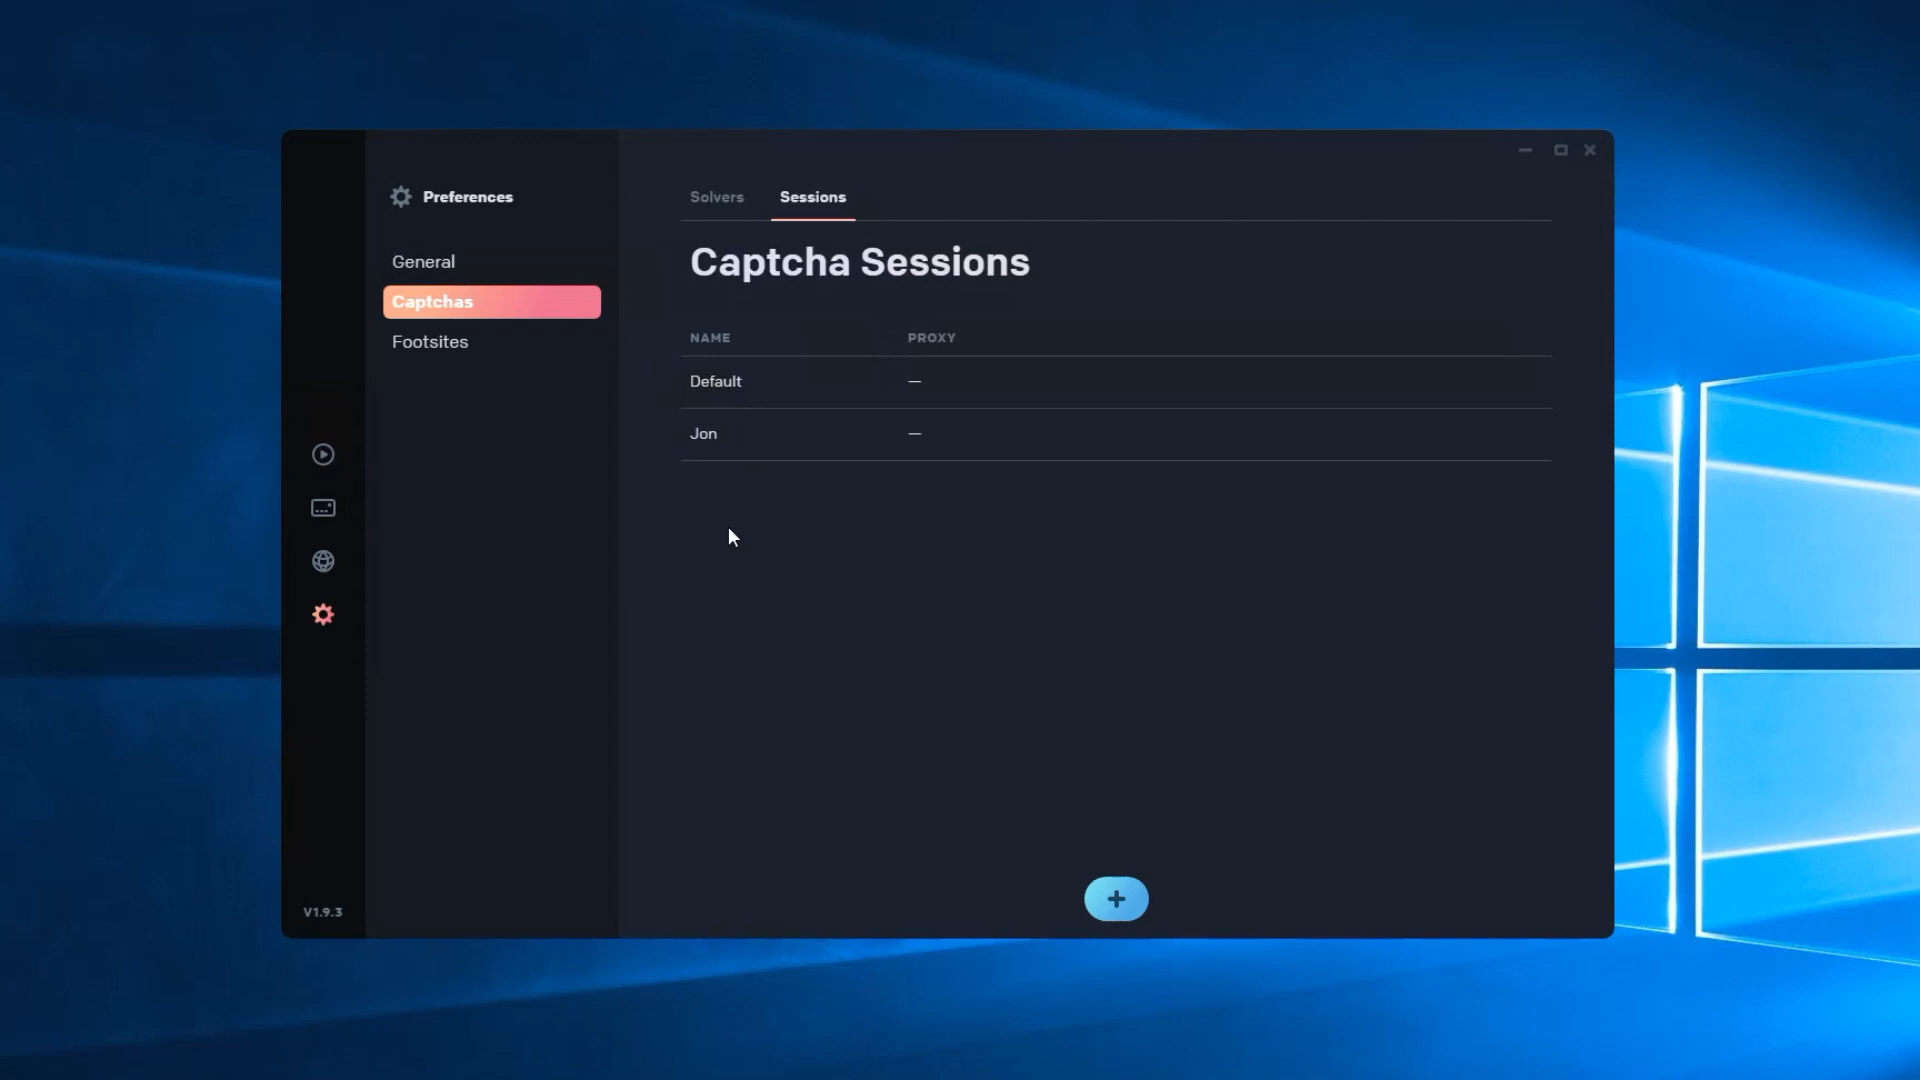 Preferences
General
Captchas
Footsites
V1.9.3
Solvers
Sessions
Captcha Sessions
NAME PROXY
Default —
Jon —
+